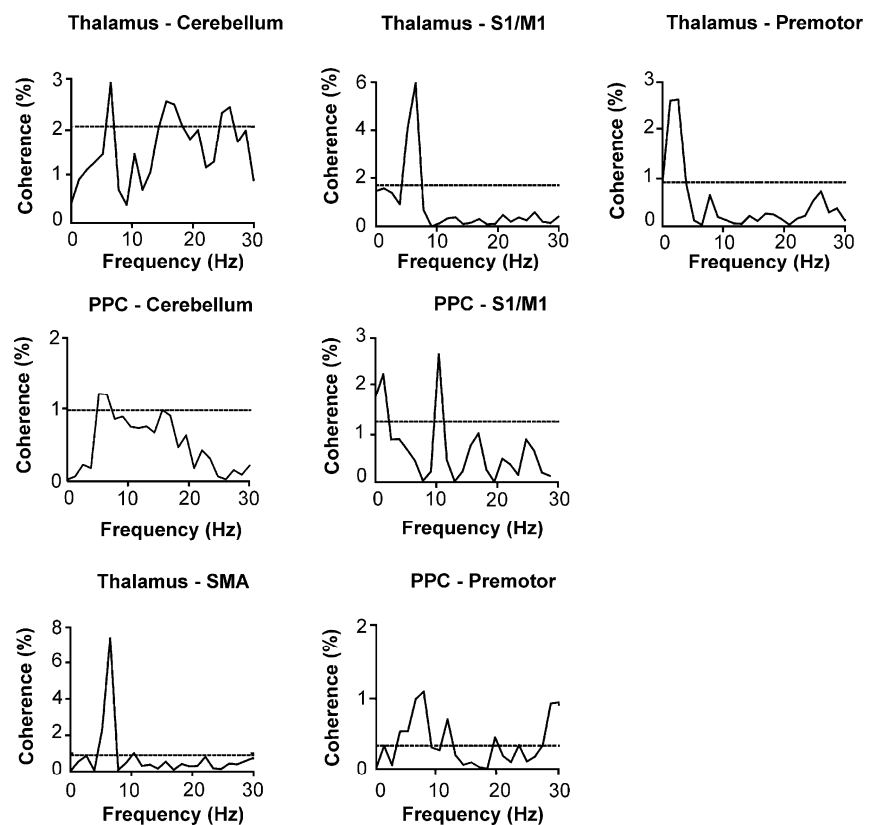 Thalamus - Cerebellum
Coherence (%)
3
2
1
0
0 10 20 30
Frequency (Hz)
Thalamus - S1/M1
Coherence (%)
6
4
2
0
0 10 20 30
Frequency (Hz)
Thalamus - Premotor
Coherence (%)
3
2
1
0
0 10 20 30
Frequency (Hz)
PPC - Cerebellum
Coherence (%)
2
1
0
0 10 20 30
Frequency (Hz)
PPC - S1/M1
Coherence (%)
3
2
1
0
0 10 20 30
Frequency (Hz)
Thalamus - SMA
Coherence (%)
8
6
4
2
0
0 10 20 30
Frequency (Hz)
PPC - Premotor
Coherence (%)
2
1
0
0 10 20 30
Frequency (Hz)